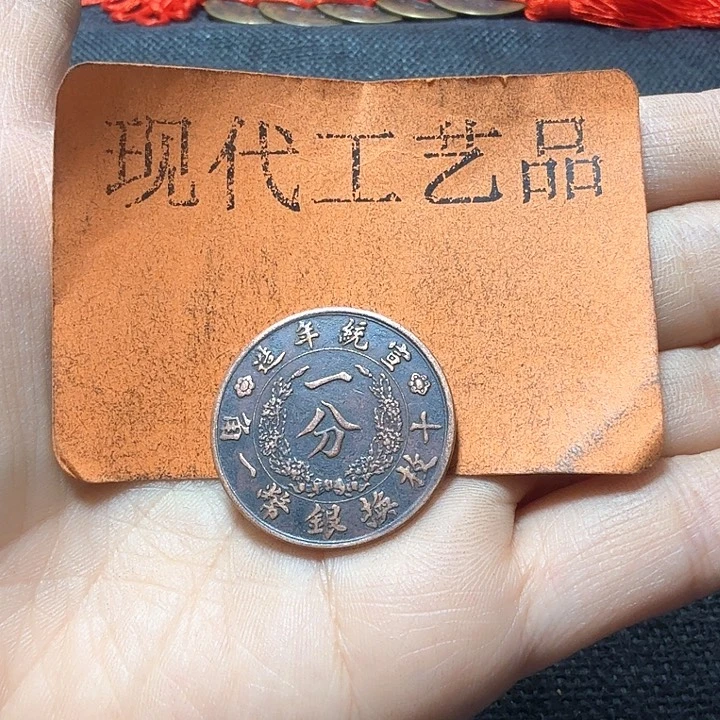 现代工艺品
宣統年造
一分
十枚換銀幣一角